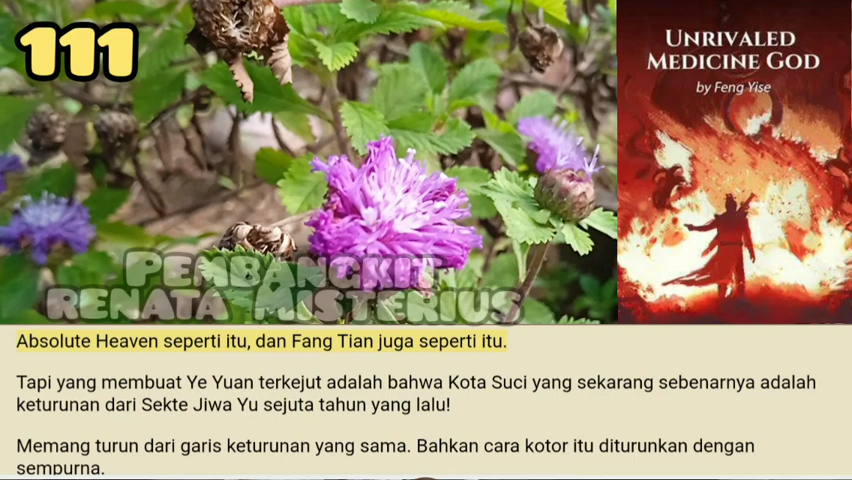 111
UNRIVALED
MEDICINE GOD
by Feng Yise
PEMBANGKIT
RENATA MISTERIUS
Absolute Heaven seperti itu, dan Fang Tian juga seperti itu.
Tapi yang membuat Ye Yuan terkejut adalah bahwa Kota Suci yang sekarang sebenarnya adalah
keturunan dari Sekte Jiwa Yu sejuta tahun yang lalu!
Memang turun dari garis keturunan yang sama. Bahkan cara kotor itu diturunkan dengan
sempurna.